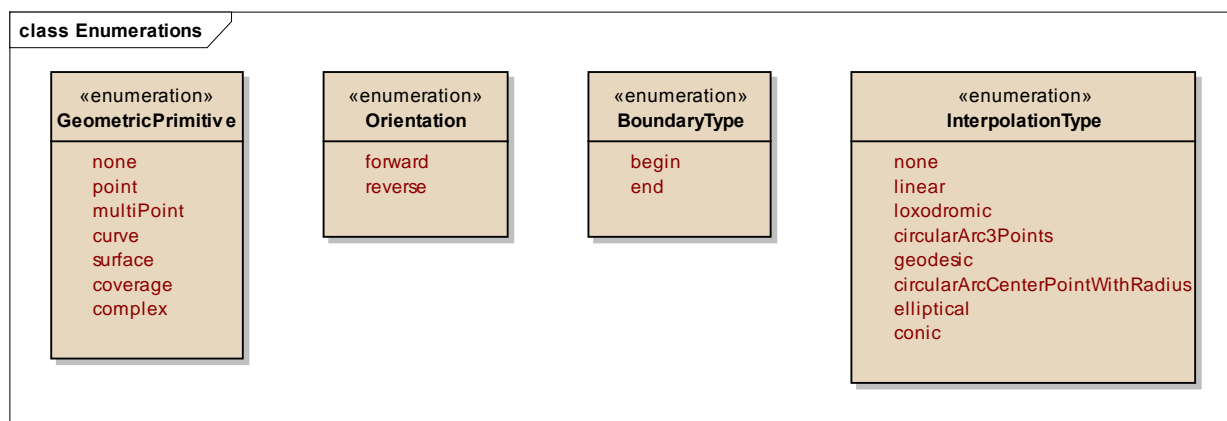 class Enumerations
«enumeration»
GeometricPrimitive
none
point
multiPoint
curve
surface
coverage
complex
«enumeration»
Orientation
forward
reverse
«enumeration»
BoundaryType
begin
end
«enumeration»
InterpolationType
none
linear
loxodromic
circularArc3Points
geodesic
circularArcCenterPointWithRadius
elliptical
conic